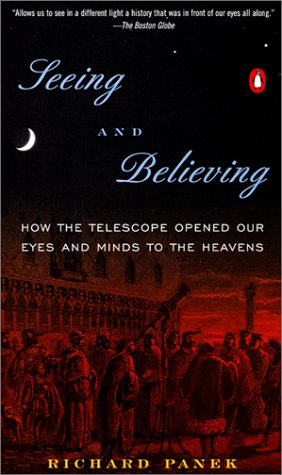 "Allows us to see in a different light a history that was in front of our eyes all along."
—The Boston Globe
Seeing
AND
Believing
HOW THE TELESCOPE OPENED OUR
EYES AND MINDS TO THE HEAVENS
RICHARD PANEK